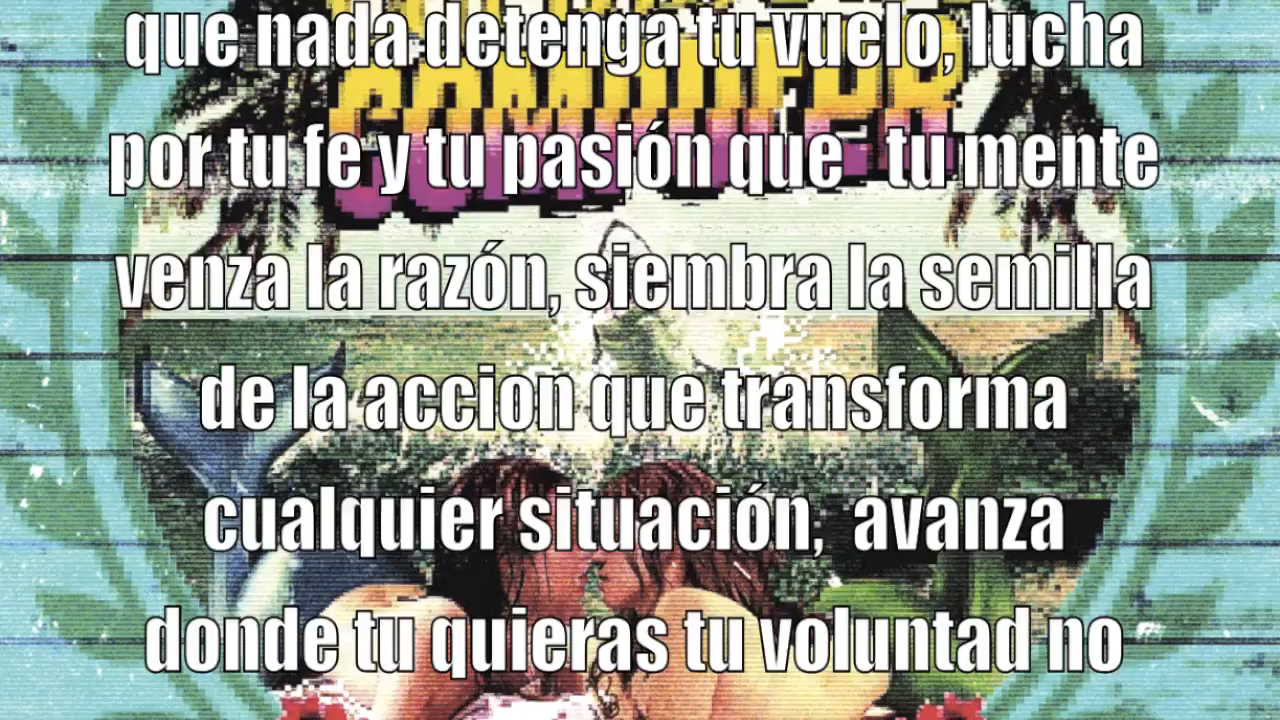 que nada detenga tu vuelo, lucha
por tu fe y tu pasión que tu mente
venza la razón, siembra la semilla
de la accion que transforma
cualquier situación, avanza
donde tu quieras tu voluntad no